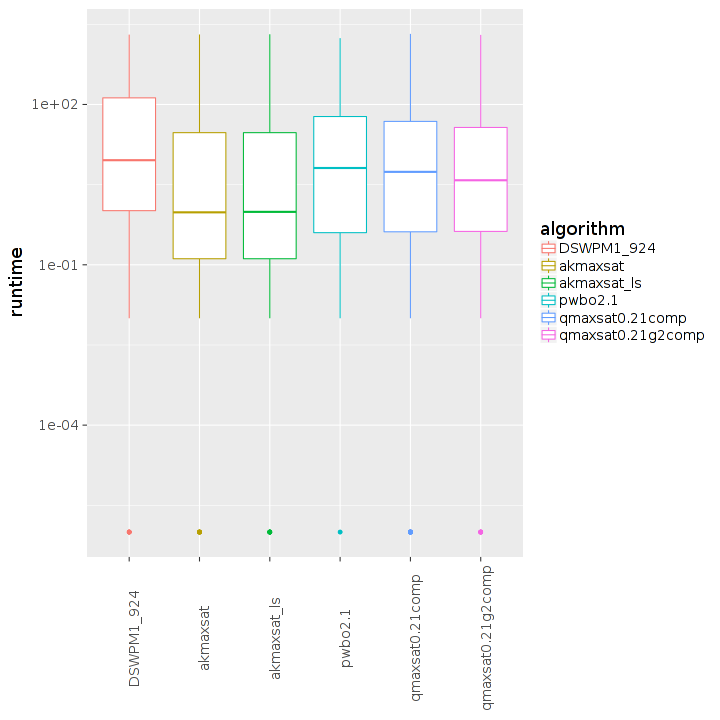 1e+02
1e-01
1e-04
runtime
DSWPM1_924
akmaxsat
akmaxsat_ls
pwbo2.1
qmaxsat0.21comp
qmaxsat0.21g2comp
algorithm
DSWPM1_924
akmaxsat
akmaxsat_ls
pwbo2.1
qmaxsat0.21comp
qmaxsat0.21g2comp